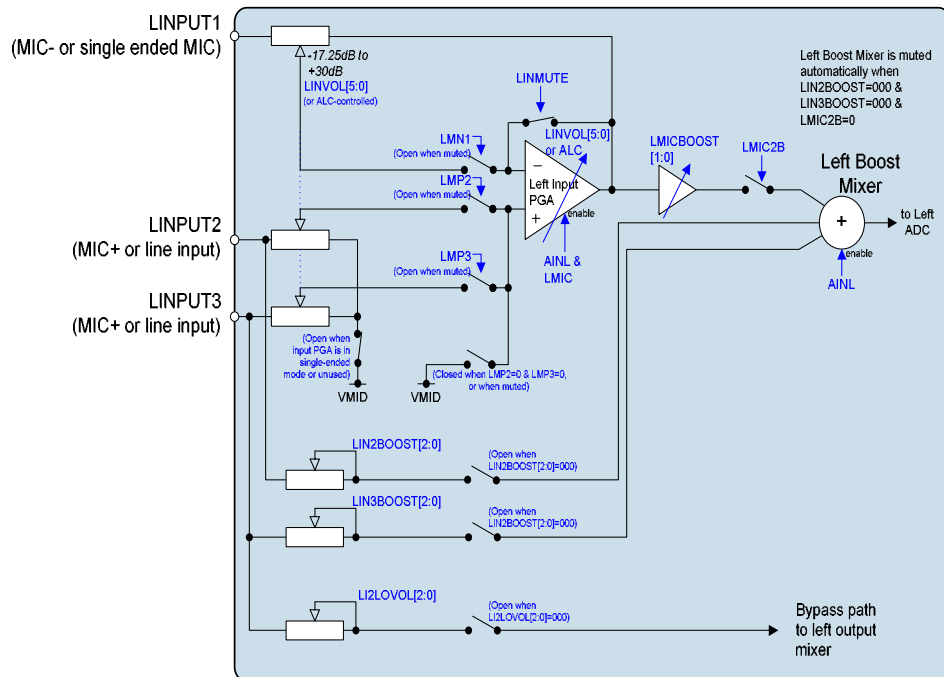 LINPUT1
(MIC- or single ended MIC)
-17.25dB to
+30dB
LINVOL[5:0]
(or ALC-controlled)
LINMUTE
Left Boost Mixer is muted
automatically when
LIN2BOOST=000 &
LIN3BOOST=000 &
LMIC2B=0
LMN1
(Open when muted)
LINVOL[5:0]
or ALC
LMICBOOST
[1:0]
LMIC2B
Left Boost
Mixer
LMP2
(Open when muted)
−
Left Input
PGA
+
enable
LINPUT2
(MIC+ or line input)
+
to Left
ADC
enable
LMP3
(Open when muted)
AINL &
LMIC
AINL
LINPUT3
(MIC+ or line input)
(Open when
input PGA is in
single-ended
mode or unused)
VMID
VMID
(Closed when LMP2=0 & LMP3=0,
or when muted)
LIN2BOOST[2:0]
(Open when
LIN2BOOST[2:0]=000)
LIN3BOOST[2:0]
(Open when
LIN2BOOST[2:0]=000)
LI2LOVOL[2:0]
(Open when
LI2LOVOL[2:0]=000)
Bypass path
to left output
mixer